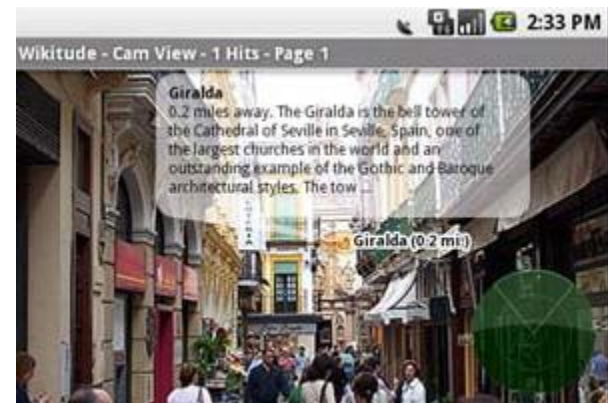 2:33 PM
Wikitude - Cam View - 1 Hits - Page 1
Giralda
0.2 miles away. The Giralda is the bell tower of
the Cathedral of Seville in Seville, Spain, one of
the largest churches in the world and an
outstanding example of the Gothic and Baroque
architectural styles. The tow ...
Giralda (0.2 mi.)